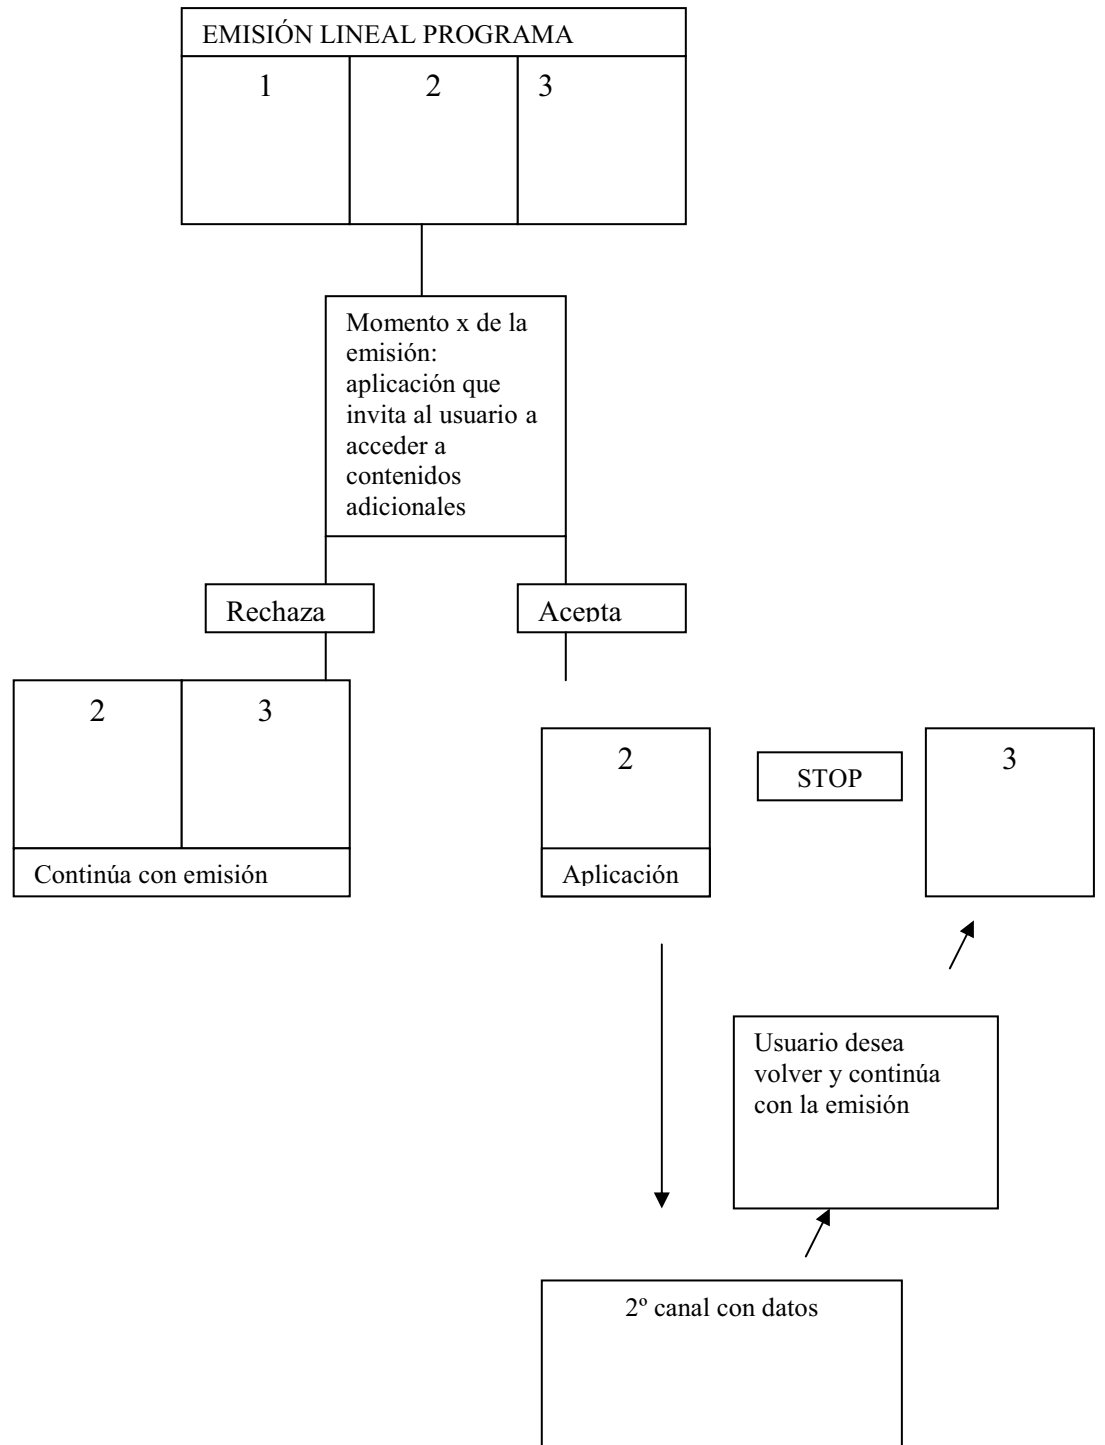 EMISIÓN LINEAL PROGRAMA
1 2 3
Momento x de la
emisión:
aplicación que
invita al usuario a
acceder a
contenidos
adicionales
Rechaza
Acepta
2 3
Continúa con emisión
2
Aplicación
STOP
3
Usuario desea
volver y continúa
con la emisión
2º canal con datos